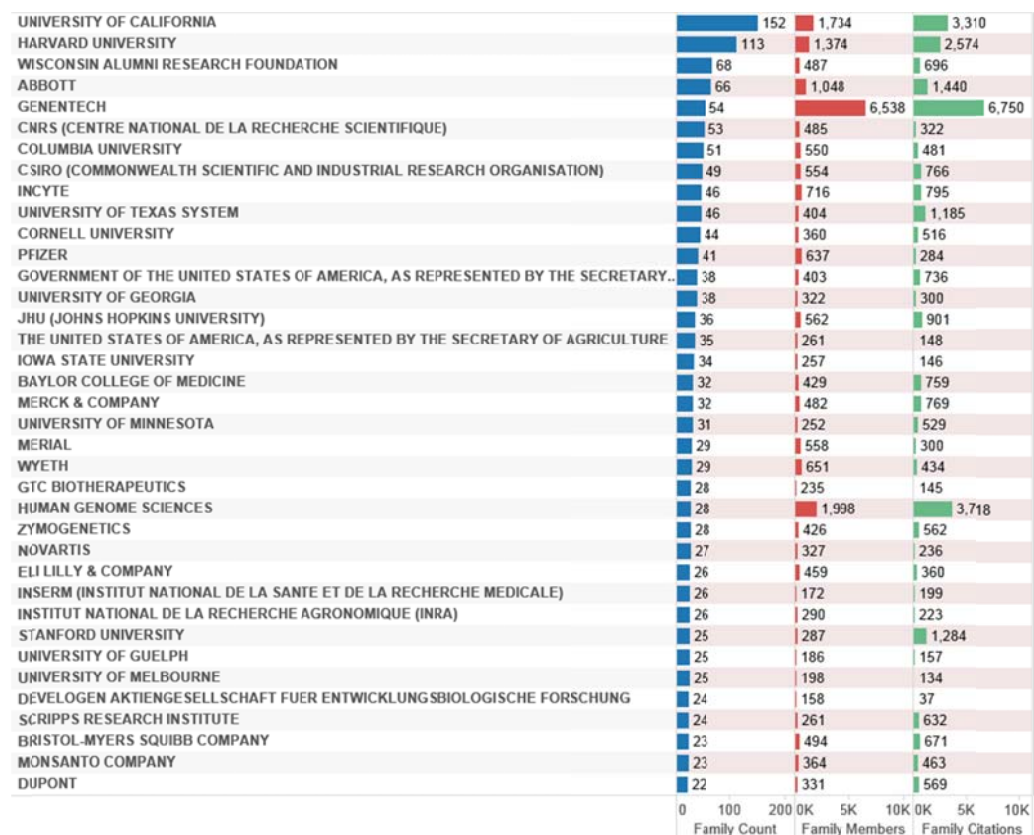 UNIVERSITY OF CALIFORNIA 152 1,734 3,310
HARVARD UNIVERSITY 113 1,374 2,574
WISCONSIN ALUMNI RESEARCH FOUNDATION 68 487 696
ABBOTT 66 1,048 1,440
GENENTECH 54 6,538 6,750
CNRS (CENTRE NATIONAL DE LA RECHERCHE SCIENTIFIQUE) 53 485 322
COLUMBIA UNIVERSITY 51 550 481
CSIRO (COMMONWEALTH SCIENTIFIC AND INDUSTRIAL RESEARCH ORGANISATION) 49 554 766
INCYTE 46 716 795
UNIVERSITY OF TEXAS SYSTEM 46 404 1,185
CORNELL UNIVERSITY 44 360 516
PFIZER 41 637 284
GOVERNMENT OF THE UNITED STATES OF AMERICA, AS REPRESENTED BY THE SECRETARY.. 38 403 736
UNIVERSITY OF GEORGIA 38 322 300
JHU (JOHNS HOPKINS UNIVERSITY) 36 562 901
THE UNITED STATES OF AMERICA, AS REPRESENTED BY THE SECRETARY OF AGRICULTURE 35 261 148
IOWA STATE UNIVERSITY 34 257 146
BAYLOR COLLEGE OF MEDICINE 32 429 759
MERCK & COMPANY 32 482 769
UNIVERSITY OF MINNESOTA 31 252 529
MERIAL 29 558 300
WYETH 29 651 434
GTC BIOTHERAPEUTICS 28 235 145
HUMAN GENOME SCIENCES 28 1,998 3,718
ZYMOGENETICS 28 426 562
NOVARTIS 27 327 236
ELI LILLY & COMPANY 26 459 360
INSERM (INSTITUT NATIONAL DE LA SANTE ET DE LA RECHERCHE MEDICALE) 26 172 199
INSTITUT NATIONAL DE LA RECHERCHE AGRONOMIQUE (INRA) 26 290 223
STANFORD UNIVERSITY 25 287 1,284
UNIVERSITY OF GUELPH 25 186 157
UNIVERSITY OF MELBOURNE 25 198 134
DEVELOGEN AKTIENGESELLSCHAFT FUER ENTWICKLUNGSBIOLOGISCHE FORSCHUNG 24 158 37
SCRIPPS RESEARCH INSTITUTE 24 261 632
BRISTOL-MYERS SQUIBB COMPANY 23 494 671
MONSANTO COMPANY 23 364 463
DUPONT 22 331 569
0 100 200 0K 5K 10K 0K 5K 10K
Family Count Family Members Family Citations